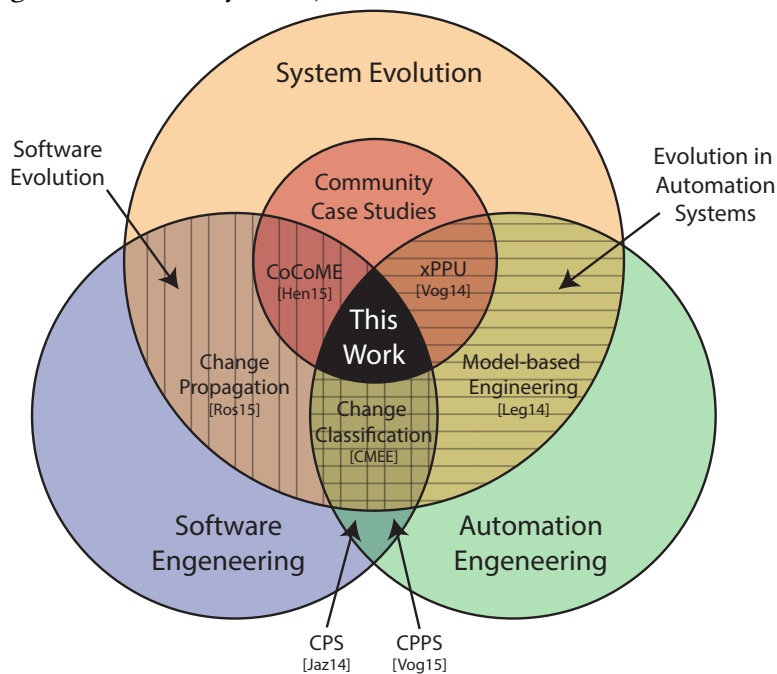 System Evolution
Software
Evolution
Evolution in
Automation
Systems
Community
Case Studies
CoCoME
[Hen15]
xPPU
[Vog14]
This
Work
Change
Propagation
[Ros15]
Model-based
Engineering
[Leg14]
Change
Classification
[CMEE]
Software
Engeneering
Automation
Engeneering
CPS
[Jaz14]
CPPS
[Vog15]